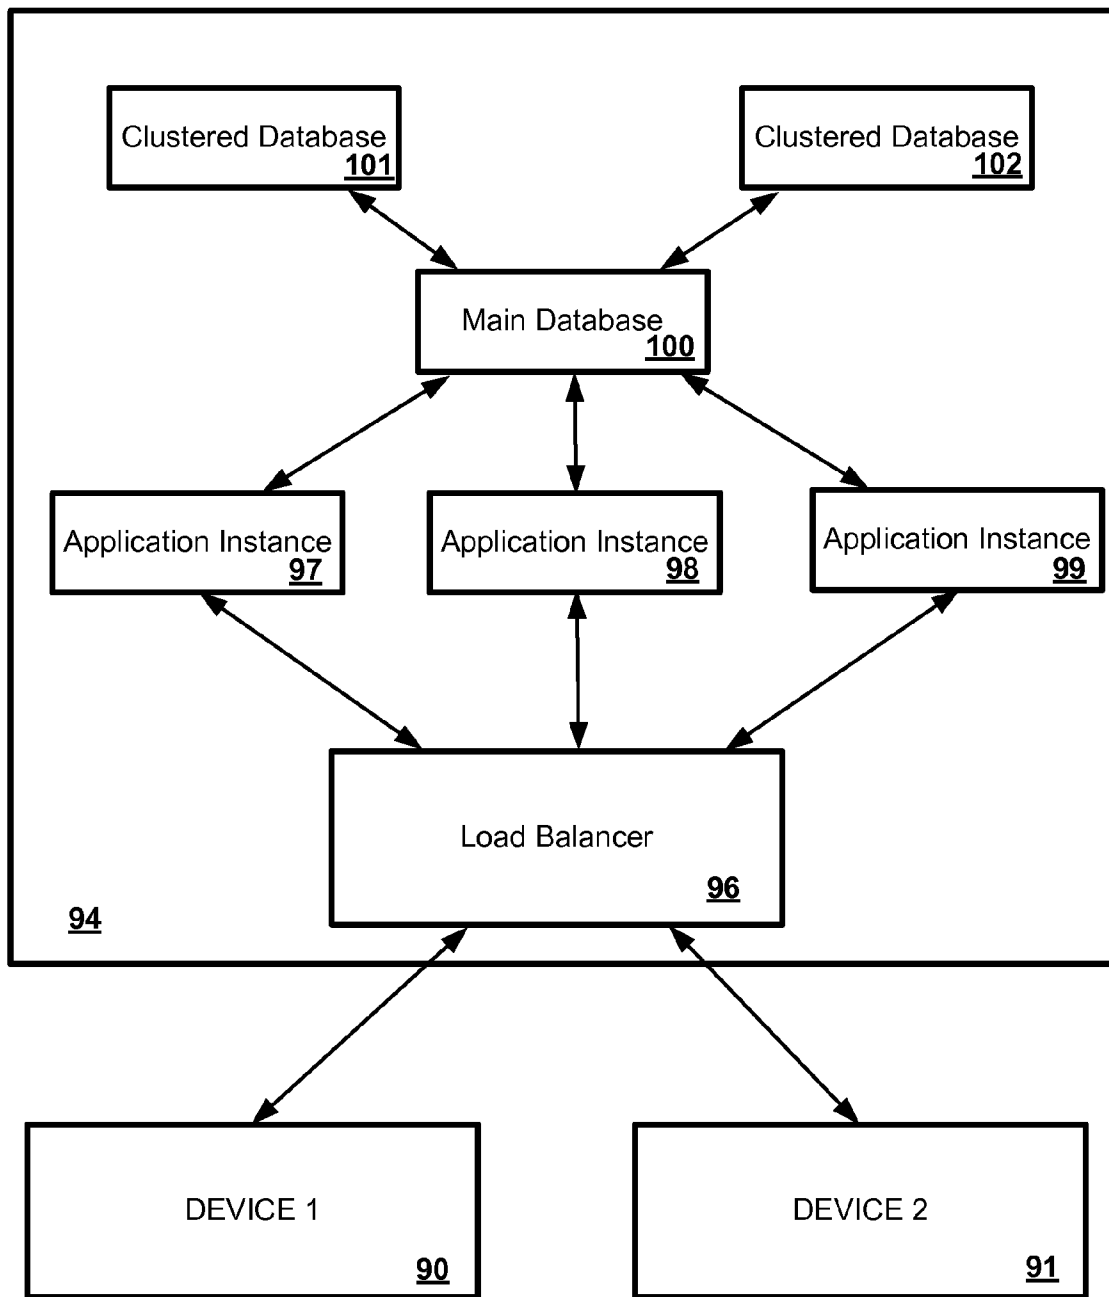 Clustered Database
101
Clustered Database
102
Main Database
100
Application Instance
97
Application Instance
98
Application Instance
99
Load Balancer
96
94
DEVICE 1
90
DEVICE 2
91